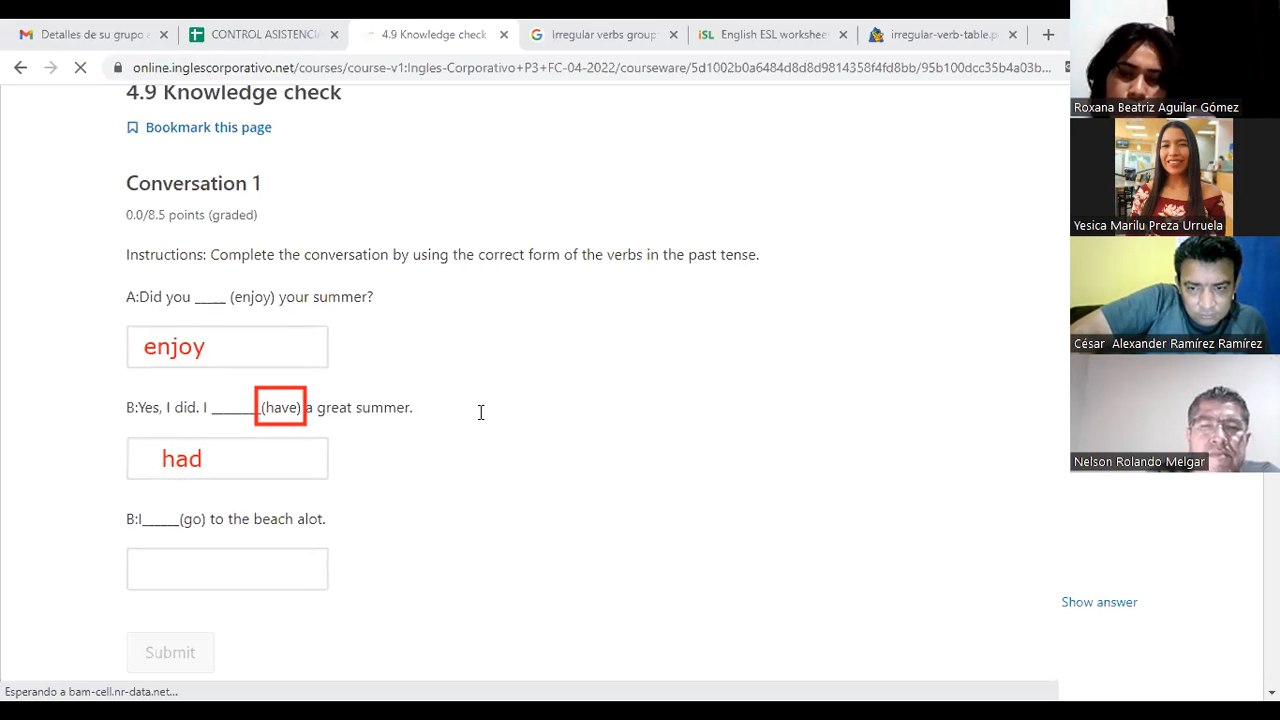 Detalles de su grupo
CONTROL ASISTENCIA
4.9 Knowledge check
Irregular verbs group
English ESL worksheet
irregular-verb-table.p
online.inglescorporativo.net/courses/course-v1:Ingles-Corporativo+P3+FC-04-2022/courseware/5d1002b0a6484d8d8d9814358f4fd8bb/95b100dcc35b4a03b...
4.9 Knowledge check
Bookmark this page
Conversation 1
0.0/8.5 points (graded)
Instructions: Complete the conversation by using the correct form of the verbs in the past tense.
A:Did you _____ (enjoy) your summer?
enjoy
B:Yes, I did. I ________(have) a great summer.
had
B:I______(go) to the beach alot.
Show answer
Submit
Esperando a bam-cell.nr-data.net...
Roxana Beatriz Aguilar Gómez
Yesica Marilu Preza Urruela
César Alexander Ramírez Ramírez
Nelson Rolando Melgar